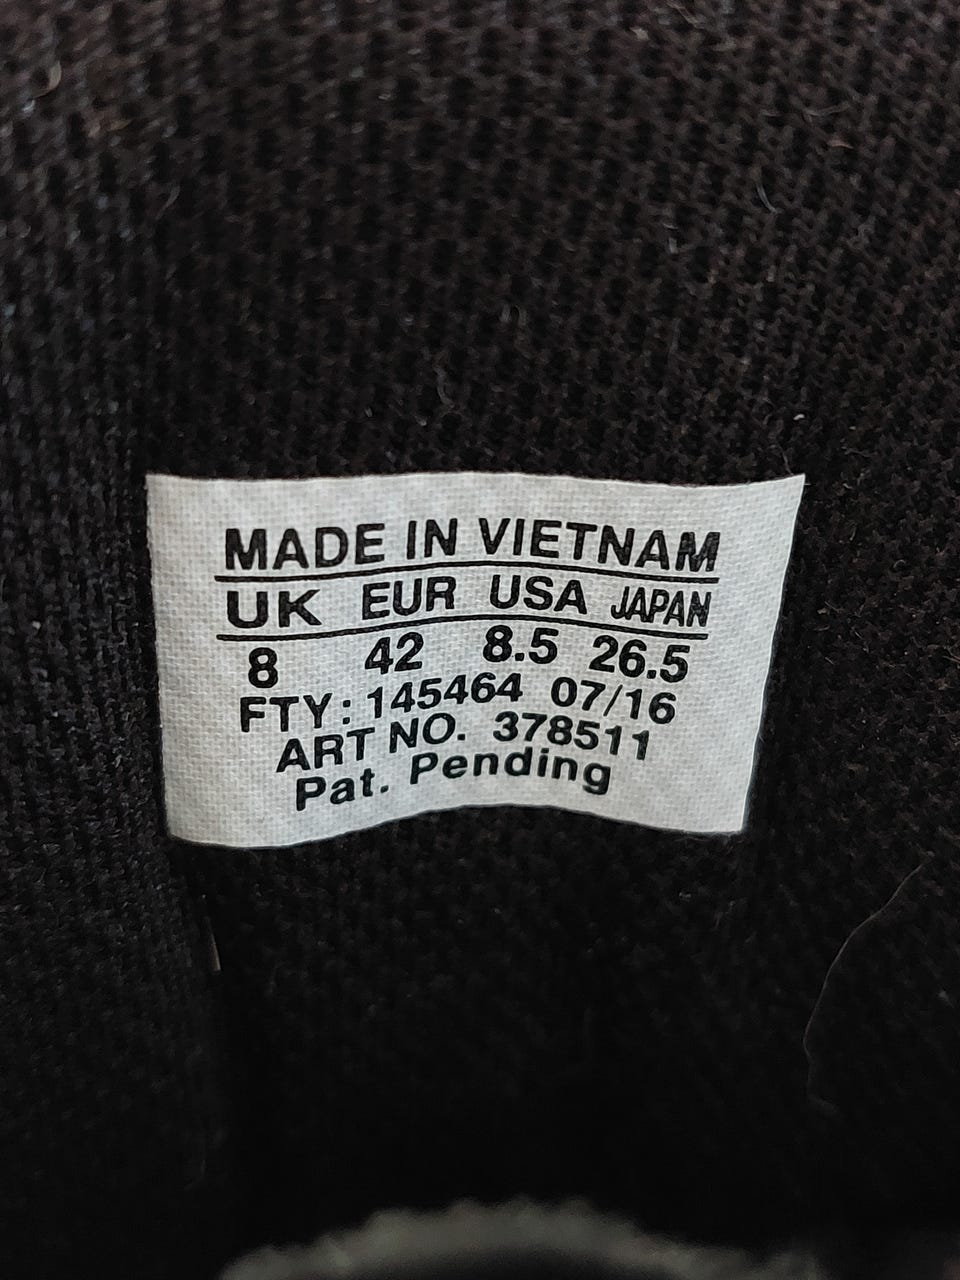 MADE IN VIETNAM
UK EUR USA JAPAN
8 42 8.5 26.5
FTY: 145464 07/16
ART NO. 378511
Pat. Pending